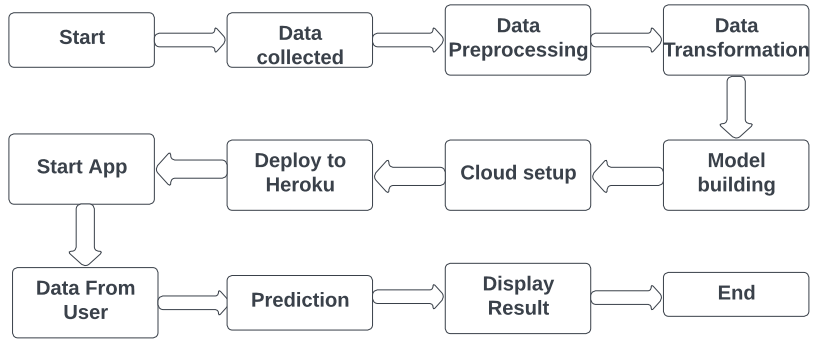 Start
Data
collected
Data
Preprocessing
Data
Transformation
Model
building
Cloud setup
Deploy to
Heroku
Start App
Data From
User
Prediction
Display
Result
End